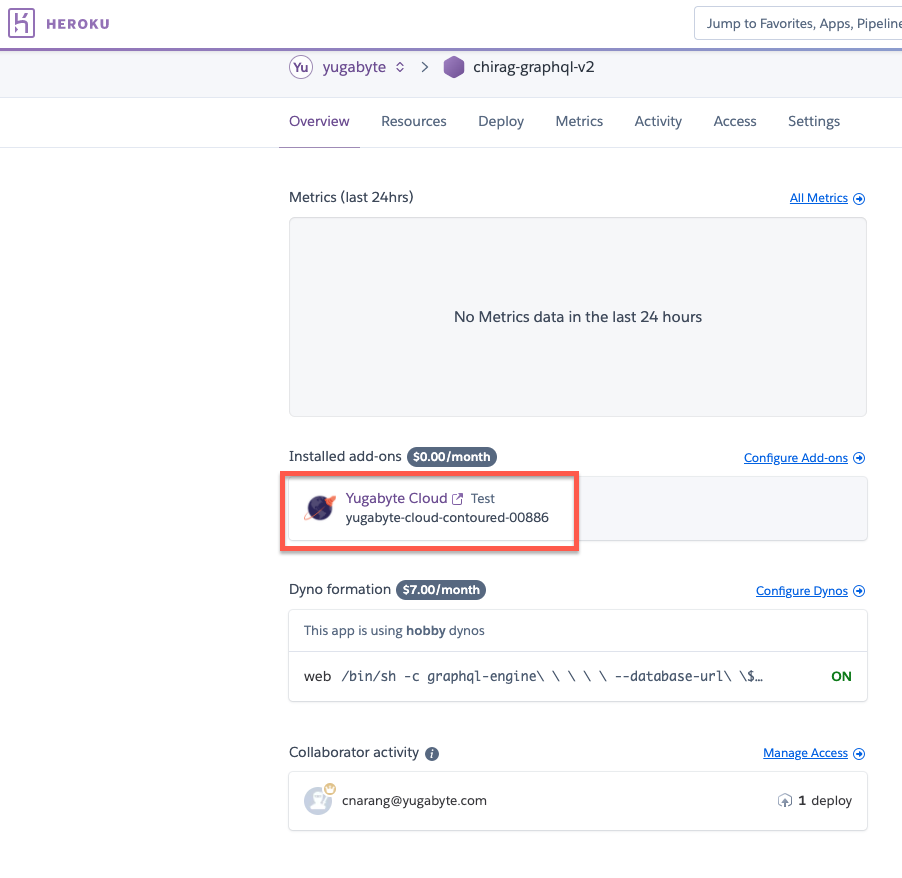 HEROKU
Jump to Favorites, Apps, Pipeline
Yu yugabyte > chirag-graphql-v2
Overview Resources Deploy Metrics Activity Access Settings
Metrics (last 24hrs) All Metrics
No Metrics data in the last 24 hours
Installed add-ons $0.00/month Configure Add-ons
Yugabyte Cloud Test
yugabyte-cloud-contoured-00886
Dyno formation $7.00/month Configure Dynos
This app is using hobby dynos
web /bin/sh -c graphql-engine\ \ \ \ \ --database-url\ \$… ON
Collaborator activity i Manage Access
cnarang@yugabyte.com 1 deploy